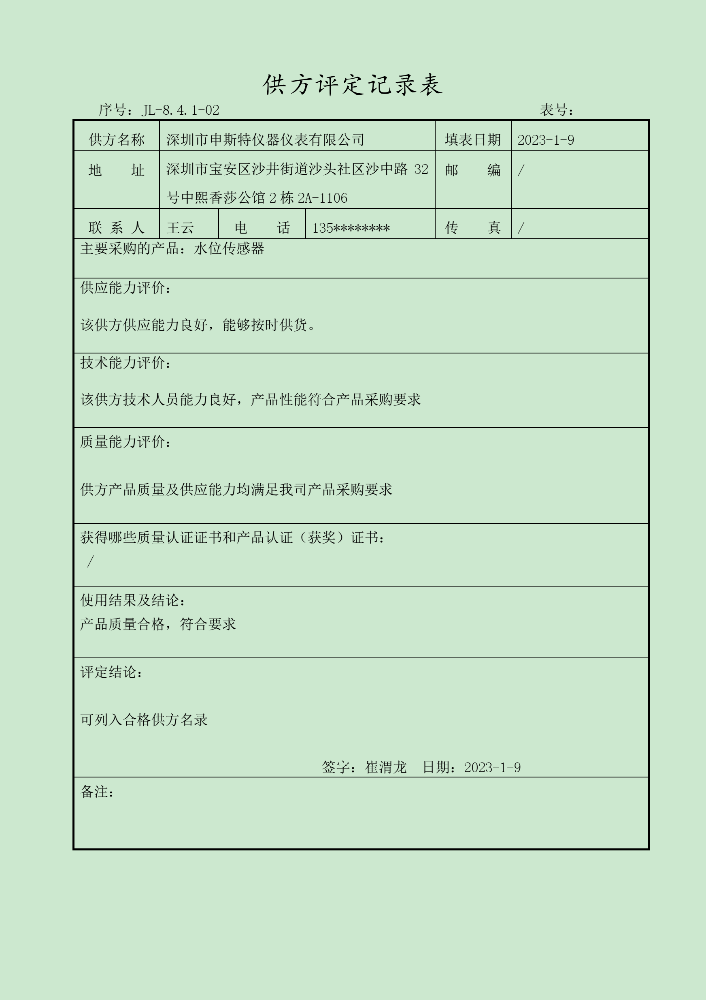 供方评定记录表
序号：JL-8.4.1-02 表号：
供方名称 深圳市申斯特仪器仪表有限公司 填表日期 2023-1-9
地 址 深圳市宝安区沙井街道沙头社区沙中路 32 邮 编 /
号中熙香莎公馆 2 栋 2A-1106
联 系 人 王云 电 话 135******** 传 真 /
主要采购的产品：水位传感器
供应能力评价：
该供方供应能力良好，能够按时供货。
技术能力评价：
该供方技术人员能力良好，产品性能符合产品采购要求
质量能力评价：
供方产品质量及供应能力均满足我司产品采购要求
获得哪些质量认证证书和产品认证（获奖）证书：
/
使用结果及结论：
产品质量合格，符合要求
评定结论：
可列入合格供方名录
签字：崔渭龙 日期：2023-1-9
备注：